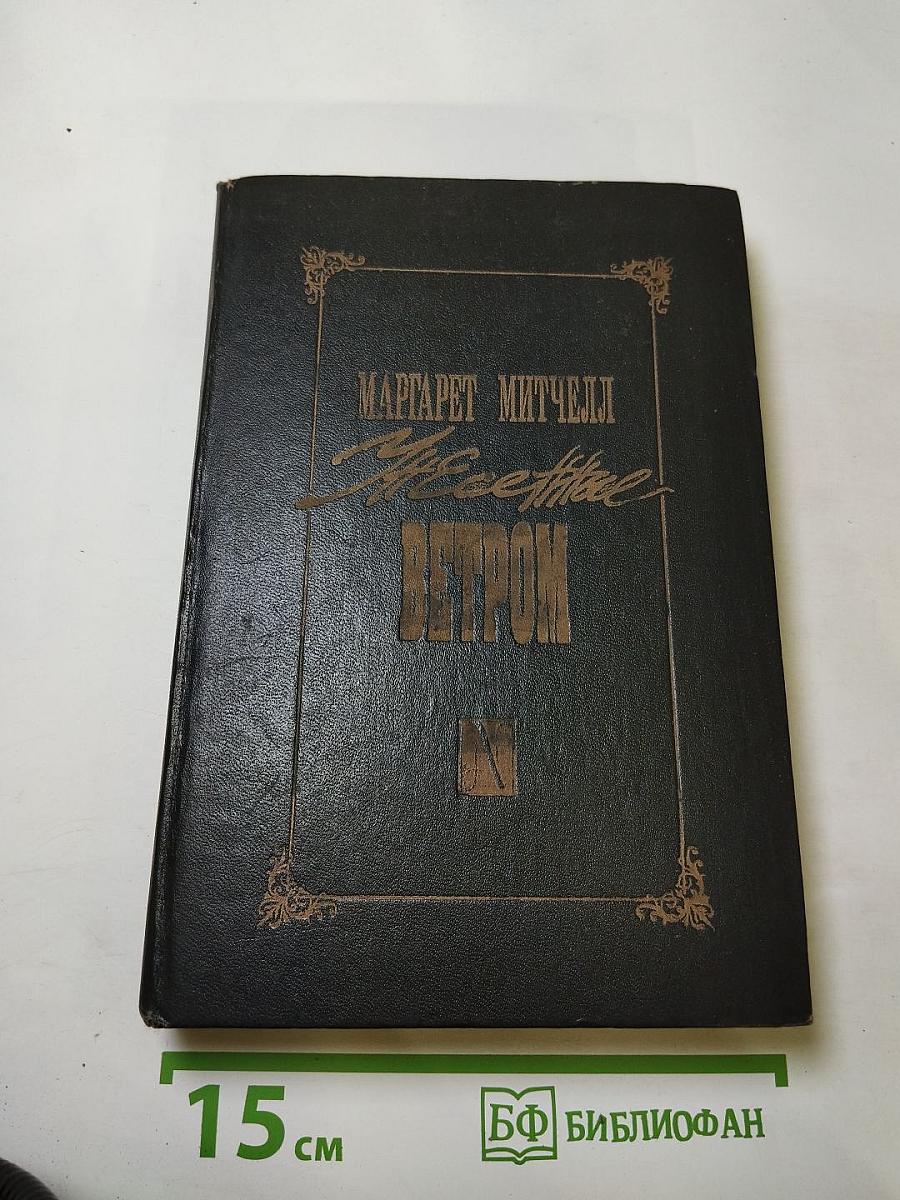 МАРГАРЕТ МИТЧЕЛЛ
Унесенные
ВЕТРОМ
N
15 см
БФ БИБЛИОФАН